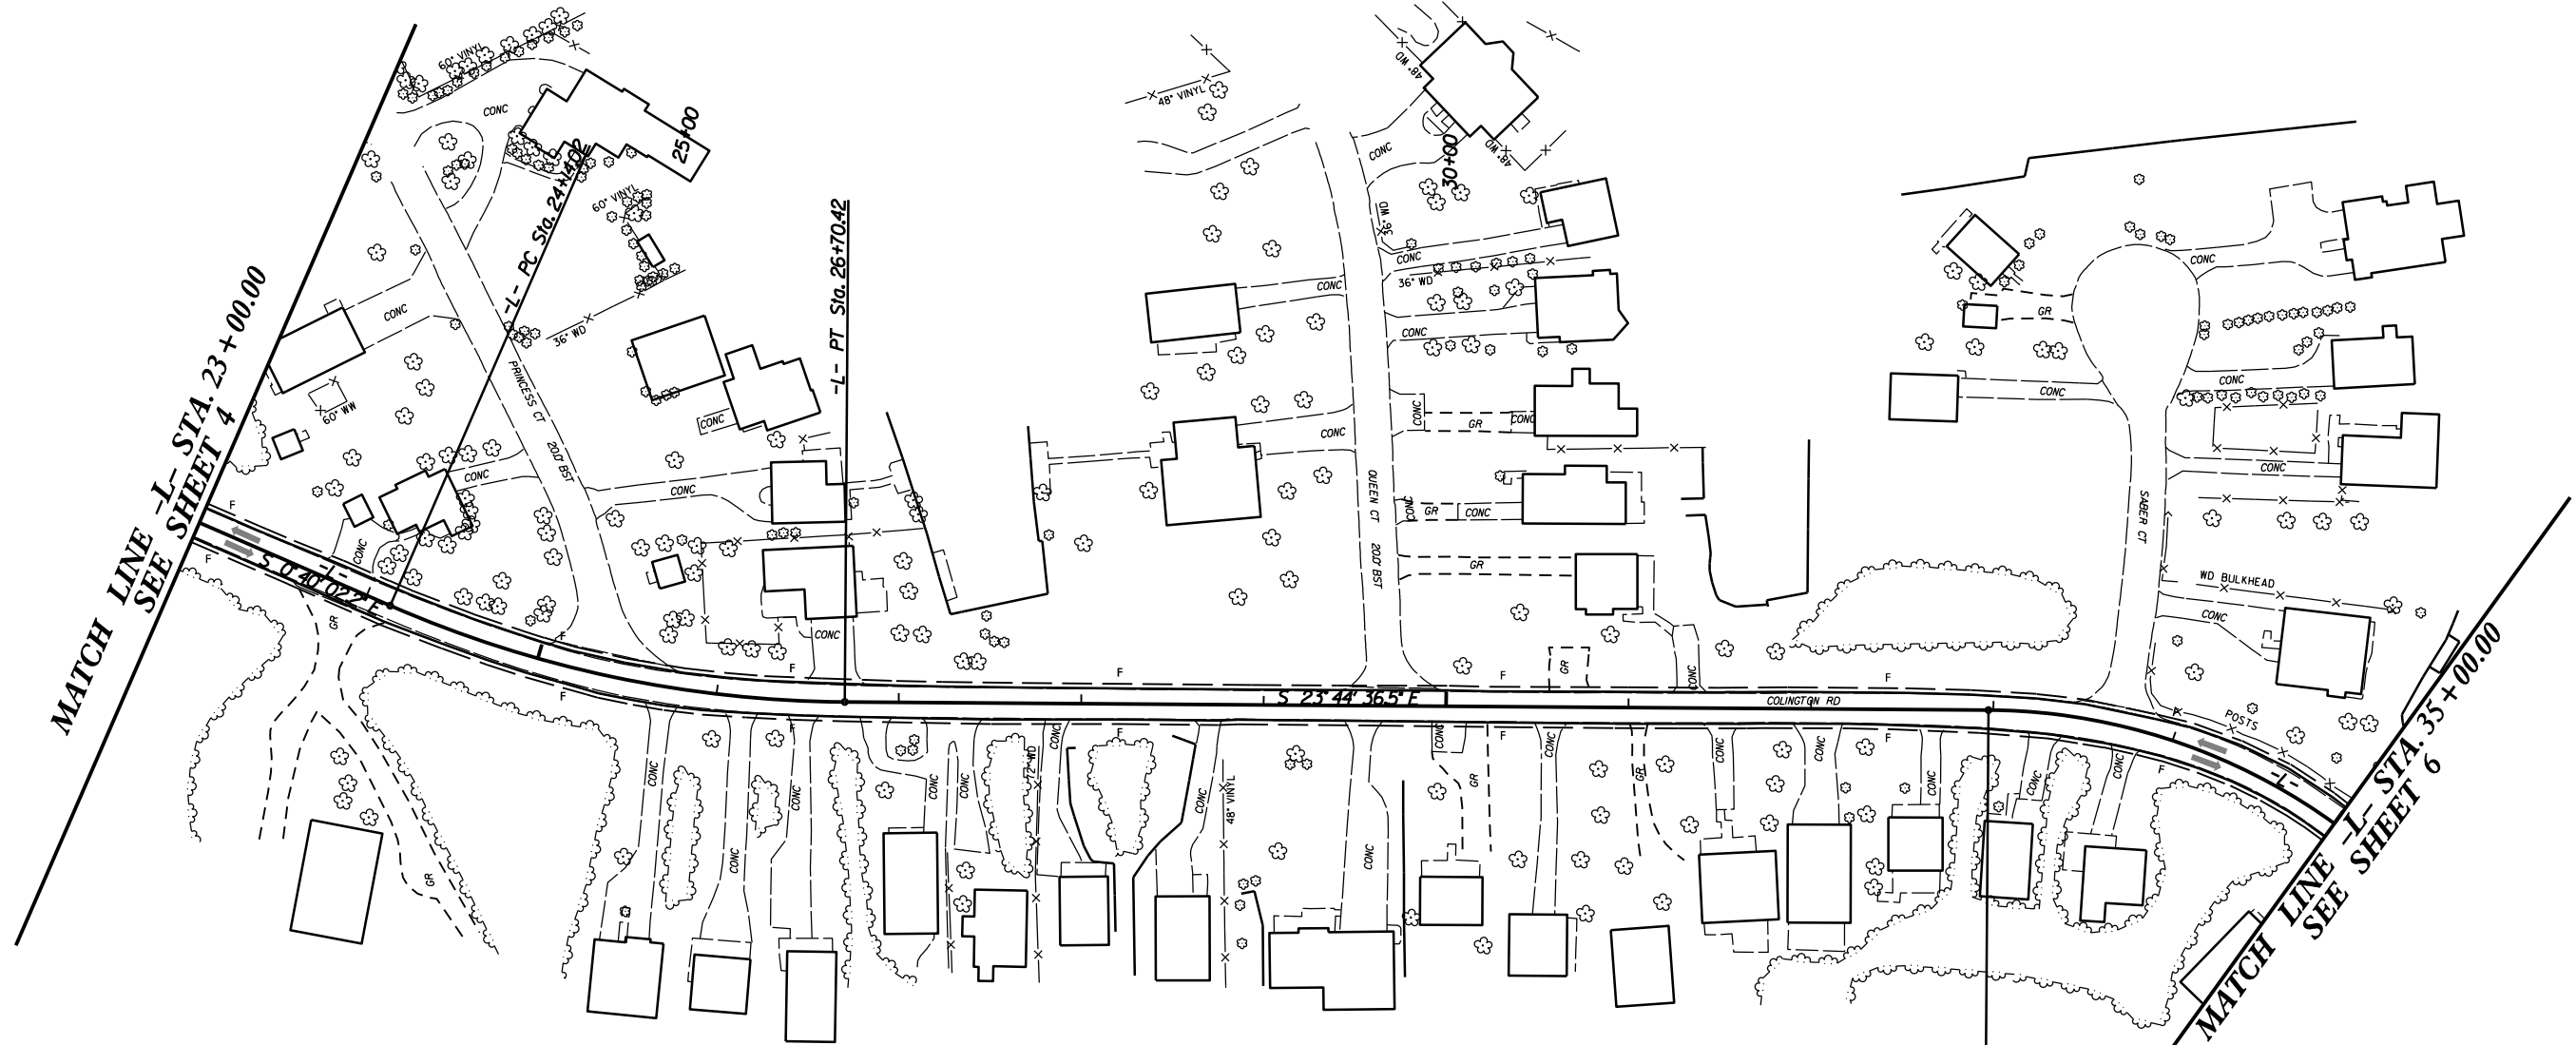 MATCH LINE -L- STA. 23+00.00
SEE SHEET 4
60" VINYL
CONC
25+00
-L- PC Sta. 24+14.02
60" VINYL
CONC
36" WD
60" WW
PRINCESS CT 20.0' BST
CONC
CONC
CONC
CONC
-L- PT Sta. 26+70.42
CONC
F
F
-L-
S 0° 40' 02.2" E
GR
GR
F
F
F
F
48" VINYL
48" WD
48" WD
CONC
30+00
36" WD
CONC
CONC
36" WD
CONC
CONC
CONC
GR
CONC
QUEEN CT 20.0' BST
CONC
GR
CONC
GR
GR
CONC
F
F
S 23° 44' 36.5" E
F
F
COLINGTON RD
F
F
CONC
GR
CONC
CONC
CONC
SABER CT
WD BULKHEAD
CONC
POSTS
F
F
-L-
CONC
CONC
CONC
CONC
CONC
72" WD
CONC
CONC
48" VINYL
CONC
CONC
GR
CONC
GR
CONC
CONC
CONC
CONC
CONC
MATCH LINE -L- STA. 35+00.00
SEE SHEET 6